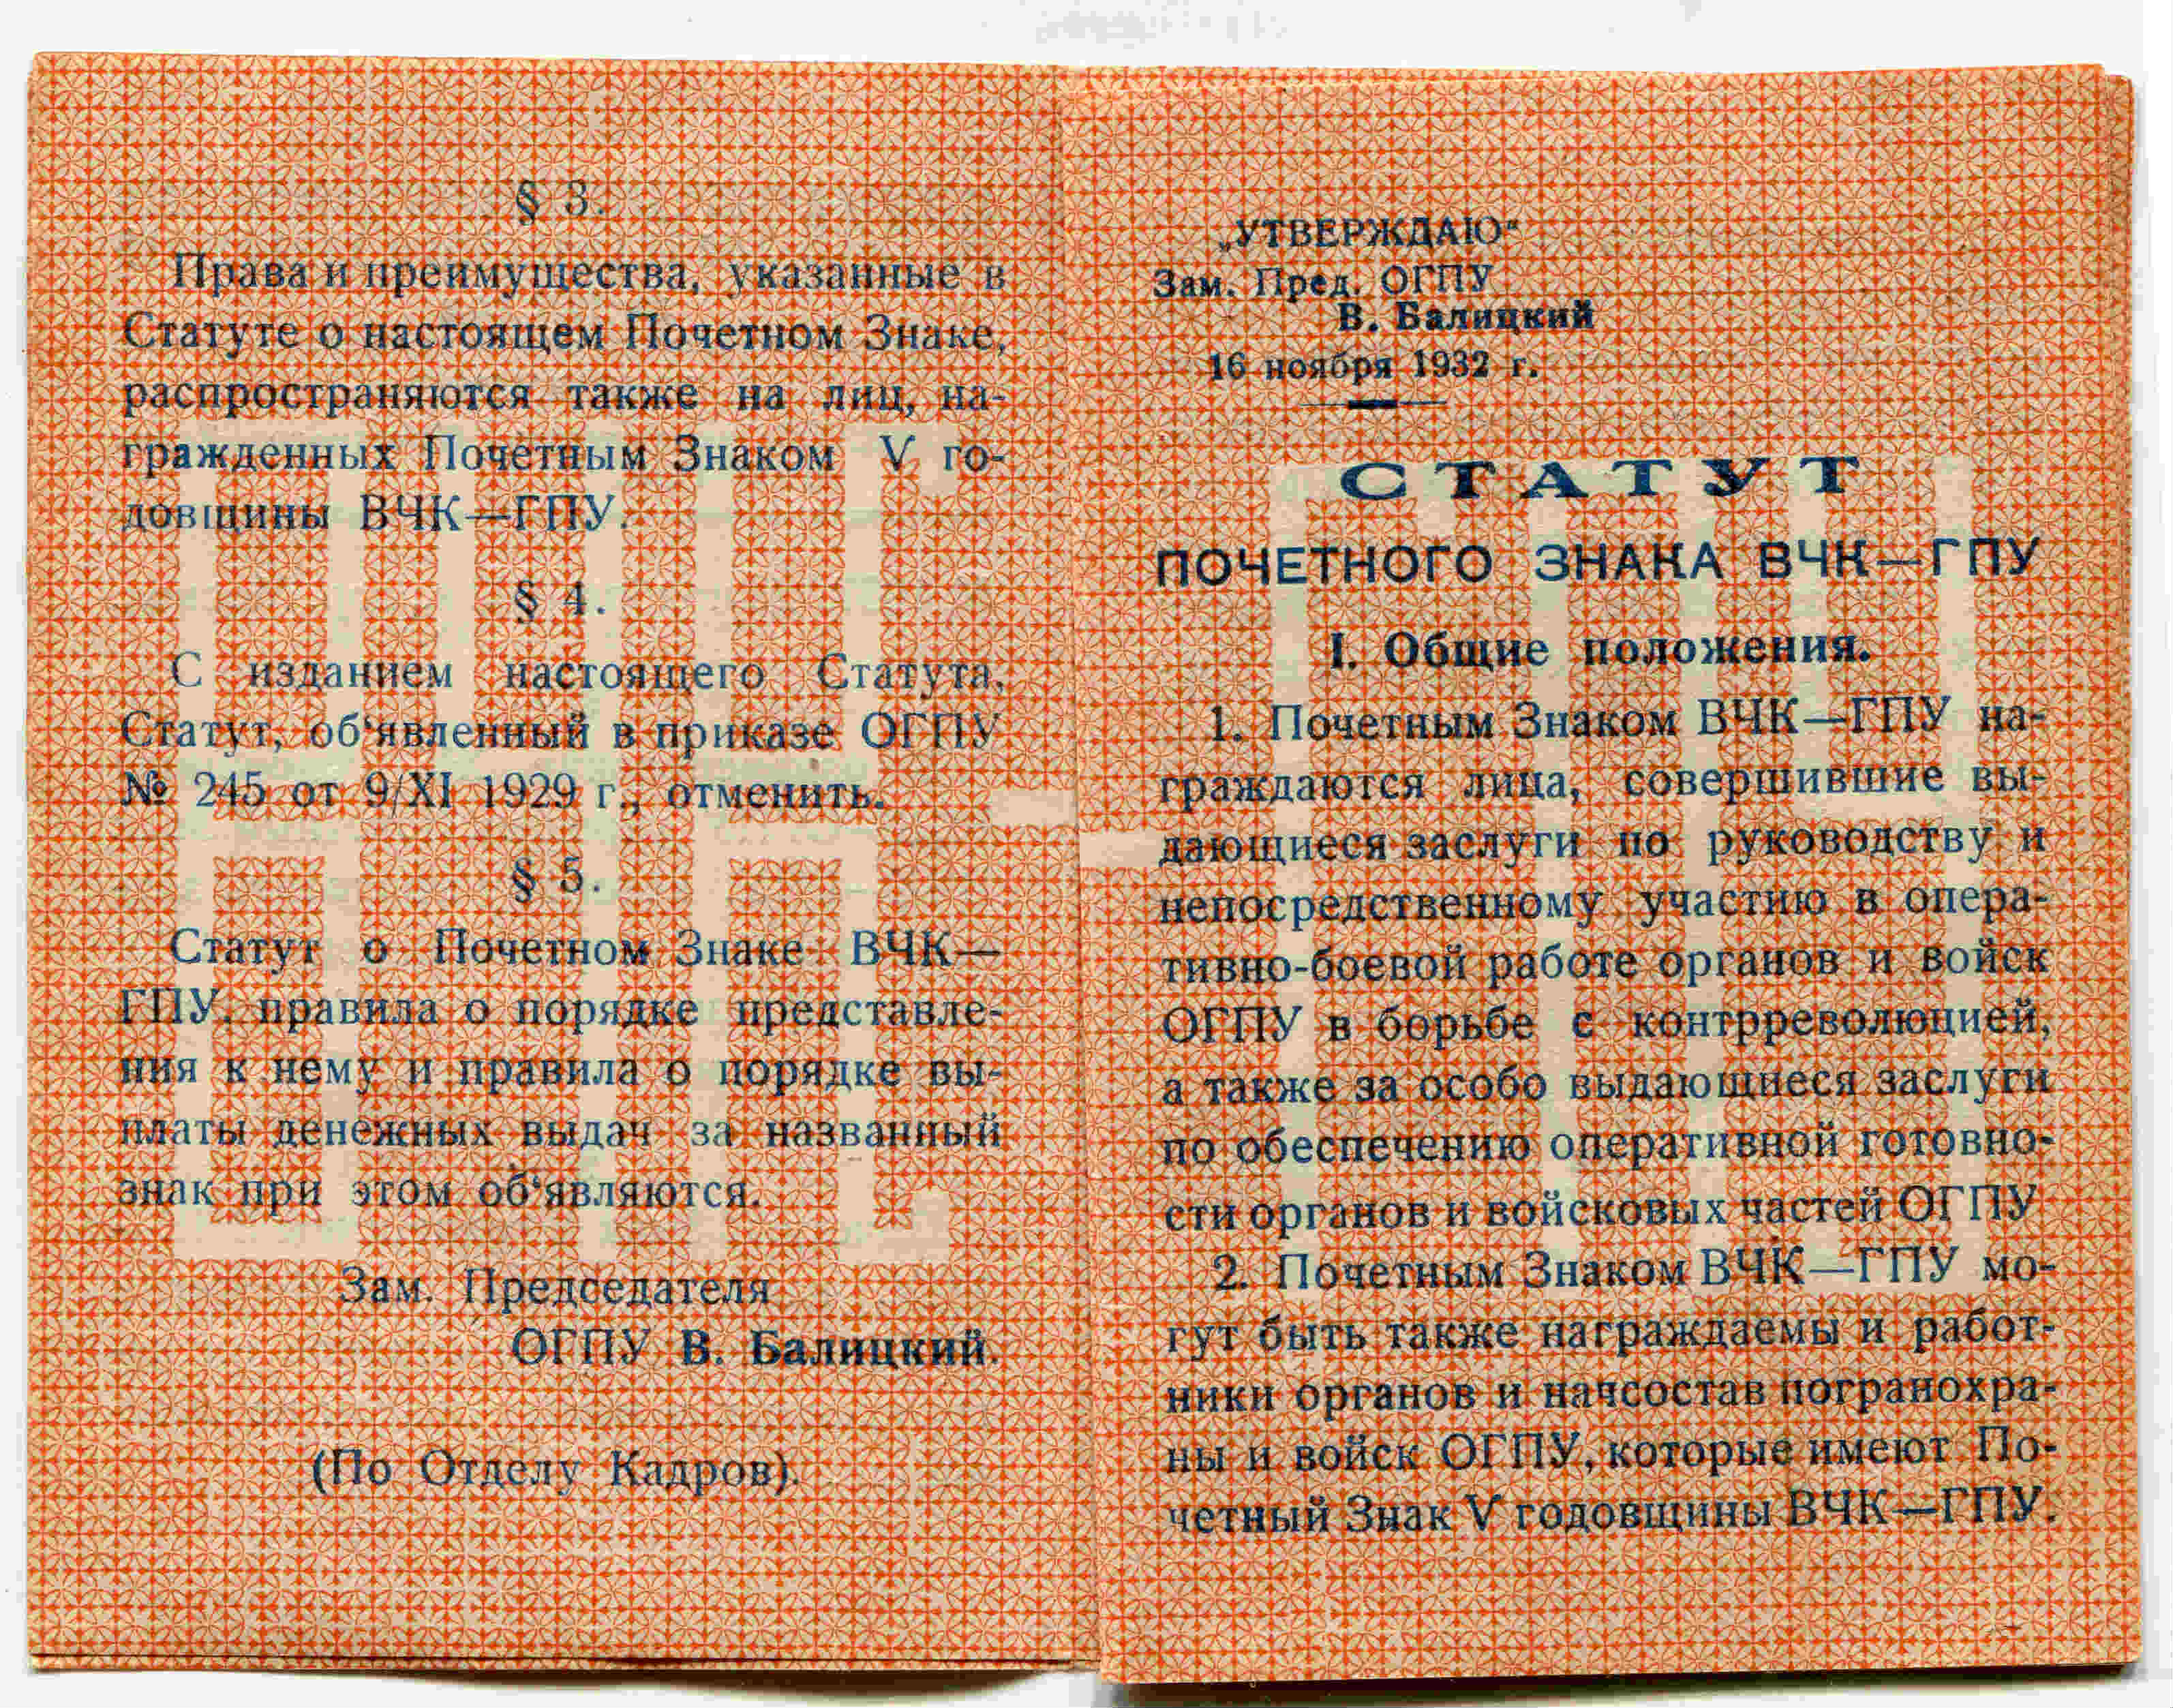 § 3.
Права и преимущества, указанные в
Статуте о настоящем Почетном Знаке,
распространяются также на лиц, на-
гражденных Почетным Знаком V го-
довщины ВЧК—ГПУ.
§ 4.
С изданием настоящего Статута,
Статут, об‘явленный в приказе ОГПУ
№ 245 от 9/XI 1929 г., отменить.
§ 5.
Статут о Почетном Знаке ВЧК—
ГПУ, правила о порядке представле-
ния к нему и правила о порядке вы-
платы денежных выдач за названный
знак при этом об‘являются.
Зам. Председателя
ОГПУ В. Балицкий.
(По Отделу Кадров).
„УТВЕРЖДАЮ“
Зам. Пред. ОГПУ
В. Балицкий
16 ноября 1932 г.
СТАТУТ
ПОЧЕТНОГО ЗНАКА ВЧК—ГПУ
I. Общие положения.
1. Почетным Знаком ВЧК—ГПУ на-
граждаются лица, совершившие вы-
дающиеся заслуги по руководству и
непосредственному участию в опера-
тивно-боевой работе органов и войск
ОГПУ в борьбе с контрреволюцией,
а также за особо выдающиеся заслуги
по обеспечению оперативной готовно-
сти органов и войсковых частей ОГПУ
2. Почетным Знаком ВЧК—ГПУ мо-
гут быть также награждаемы и работ-
ники органов и начсостав погранохра-
ны и войск ОГПУ, которые имеют По-
четный Знак V годовщины ВЧК—ГПУ.